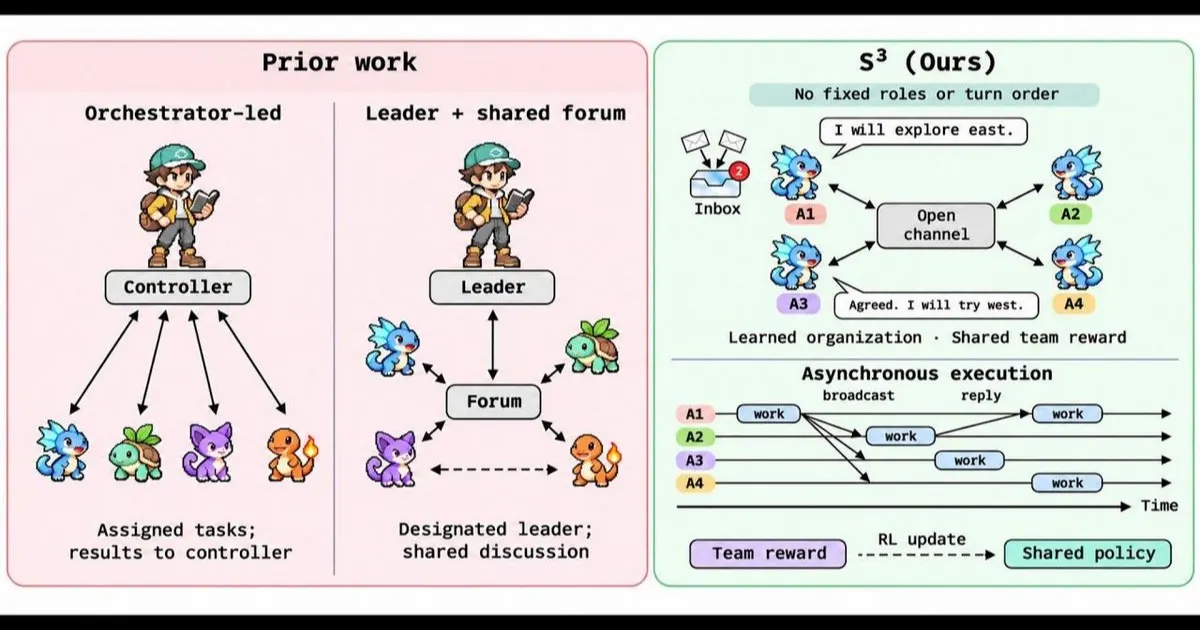 Prior work
Orchestrator-led
Controller
Assigned tasks;
results to controller
Leader + shared forum
Leader
Forum
Designated leader;
shared discussion
S³ (Ours)
No fixed roles or turn order
I will explore east.
2
Inbox
A1
Open
channel
A2
A3
Agreed. I will try west.
A4
Learned organization · Shared team reward
Asynchronous execution
broadcast
reply
A1
work
work
A2
work
A3
work
A4
work
Time
Team reward
RL update
Shared policy